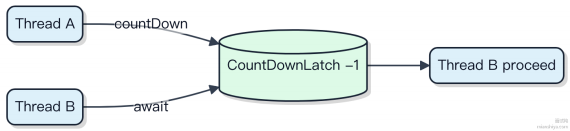 Thread A
countDown
CountDownLatch −1
Thread B proceed
Thread B
await